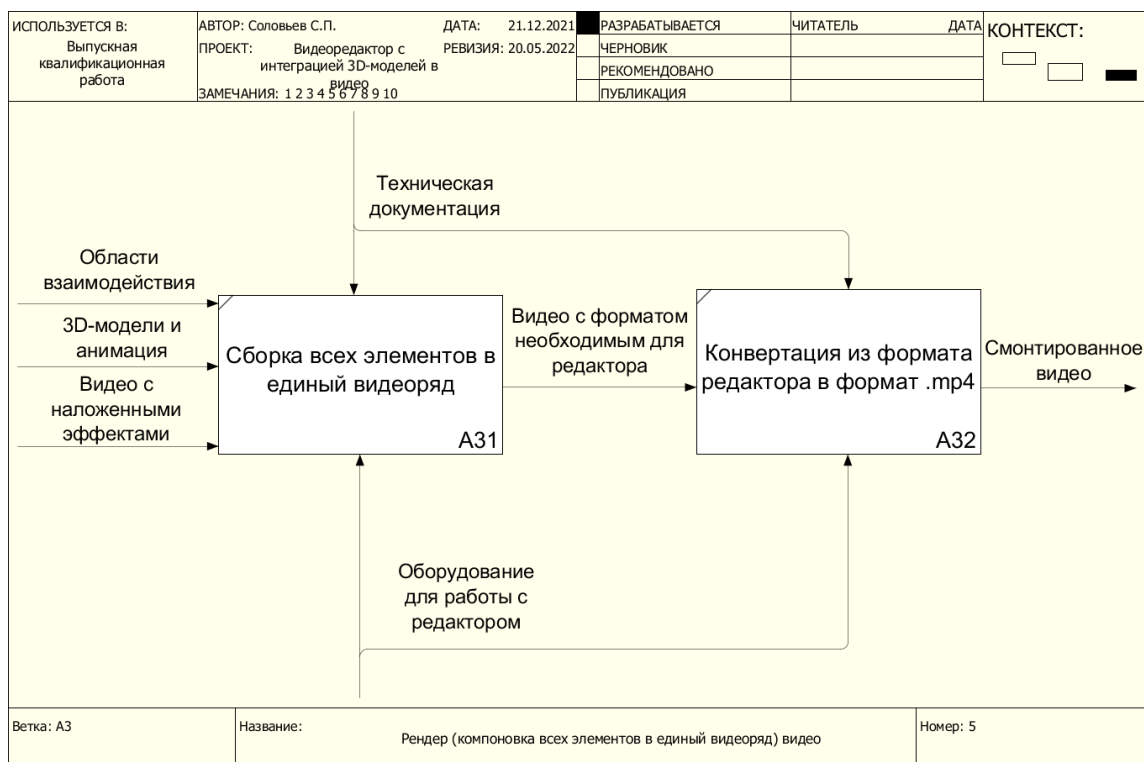 ИСПОЛЬЗУЕТСЯ В:
Выпускная
квалификационная
работа
АВТОР: Соловьев С.П.
ДАТА: 21.12.2021
ПРОЕКТ: Видеоредактор с
интеграцией 3D-моделей в
видео
РЕВИЗИЯ: 20.05.2022
ЗАМЕЧАНИЯ: 1 2 3 4 5 6 7 8 9 10
РАЗРАБАТЫВАЕТСЯ
ЧЕРНОВИК
РЕКОМЕНДОВАНО
ПУБЛИКАЦИЯ
ЧИТАТЕЛЬ ДАТА
КОНТЕКСТ:
Техническая
документация
Области
взаимодействия
3D-модели и
анимация
Видео с
наложенными
эффектами
Сборка всех элементов в
единый видеоряд
A31
Видео с форматом
необходимым для
редактора
Конвертация из формата
редактора в формат .mp4
A32
Смонтированное
видео
Оборудование
для работы с
редактором
Ветка: A3
Название:
Рендер (компоновка всех элементов в единый видеоряд) видео
Номер: 5